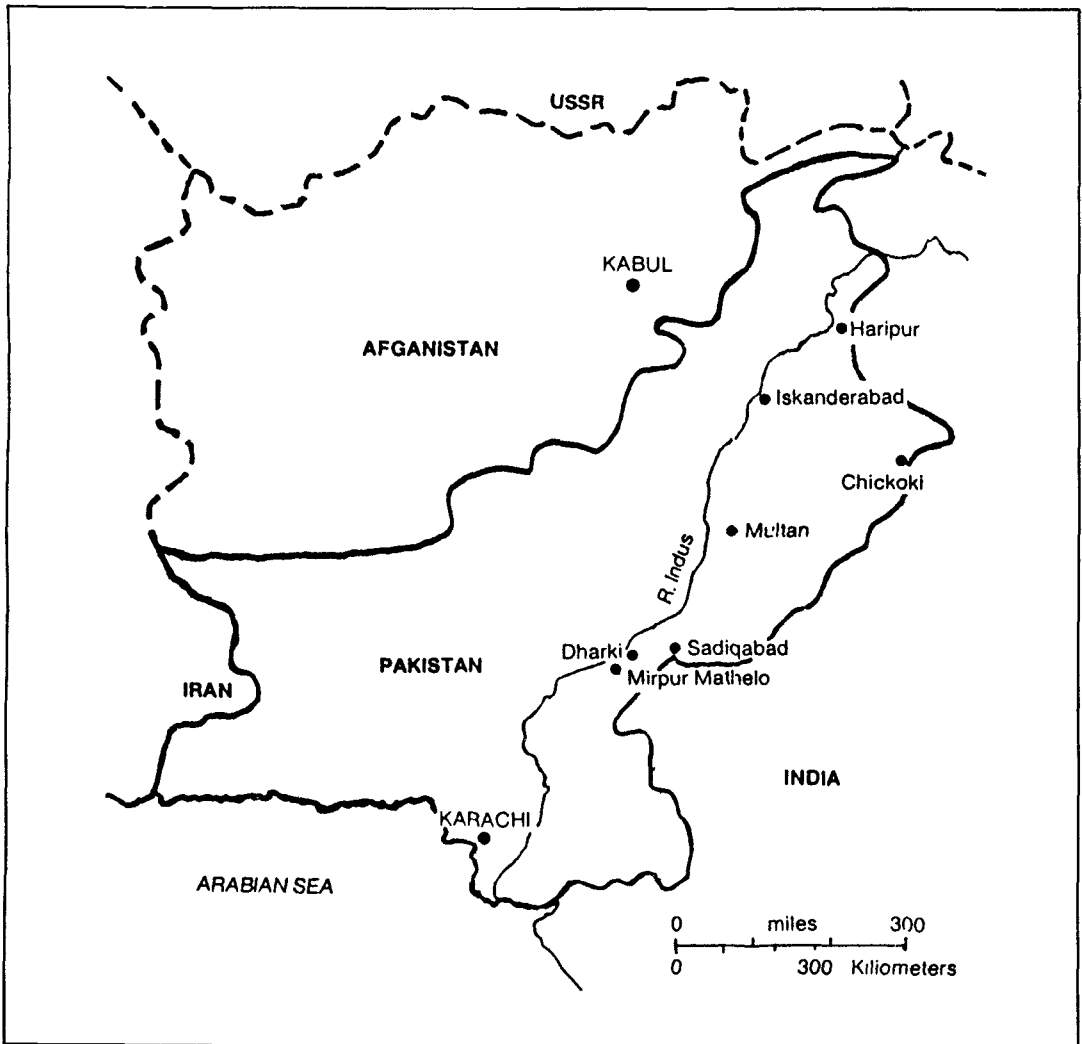 USSR
KABUL
AFGANISTAN
Haripur
Iskanderabad
Chickoki
Multan
R. Indus
Dharki
Sadiqabad
Mirpur Mathelo
PAKISTAN
IRAN
INDIA
KARACHI
ARABIAN SEA
0 miles 300
0 300 Kiliometers